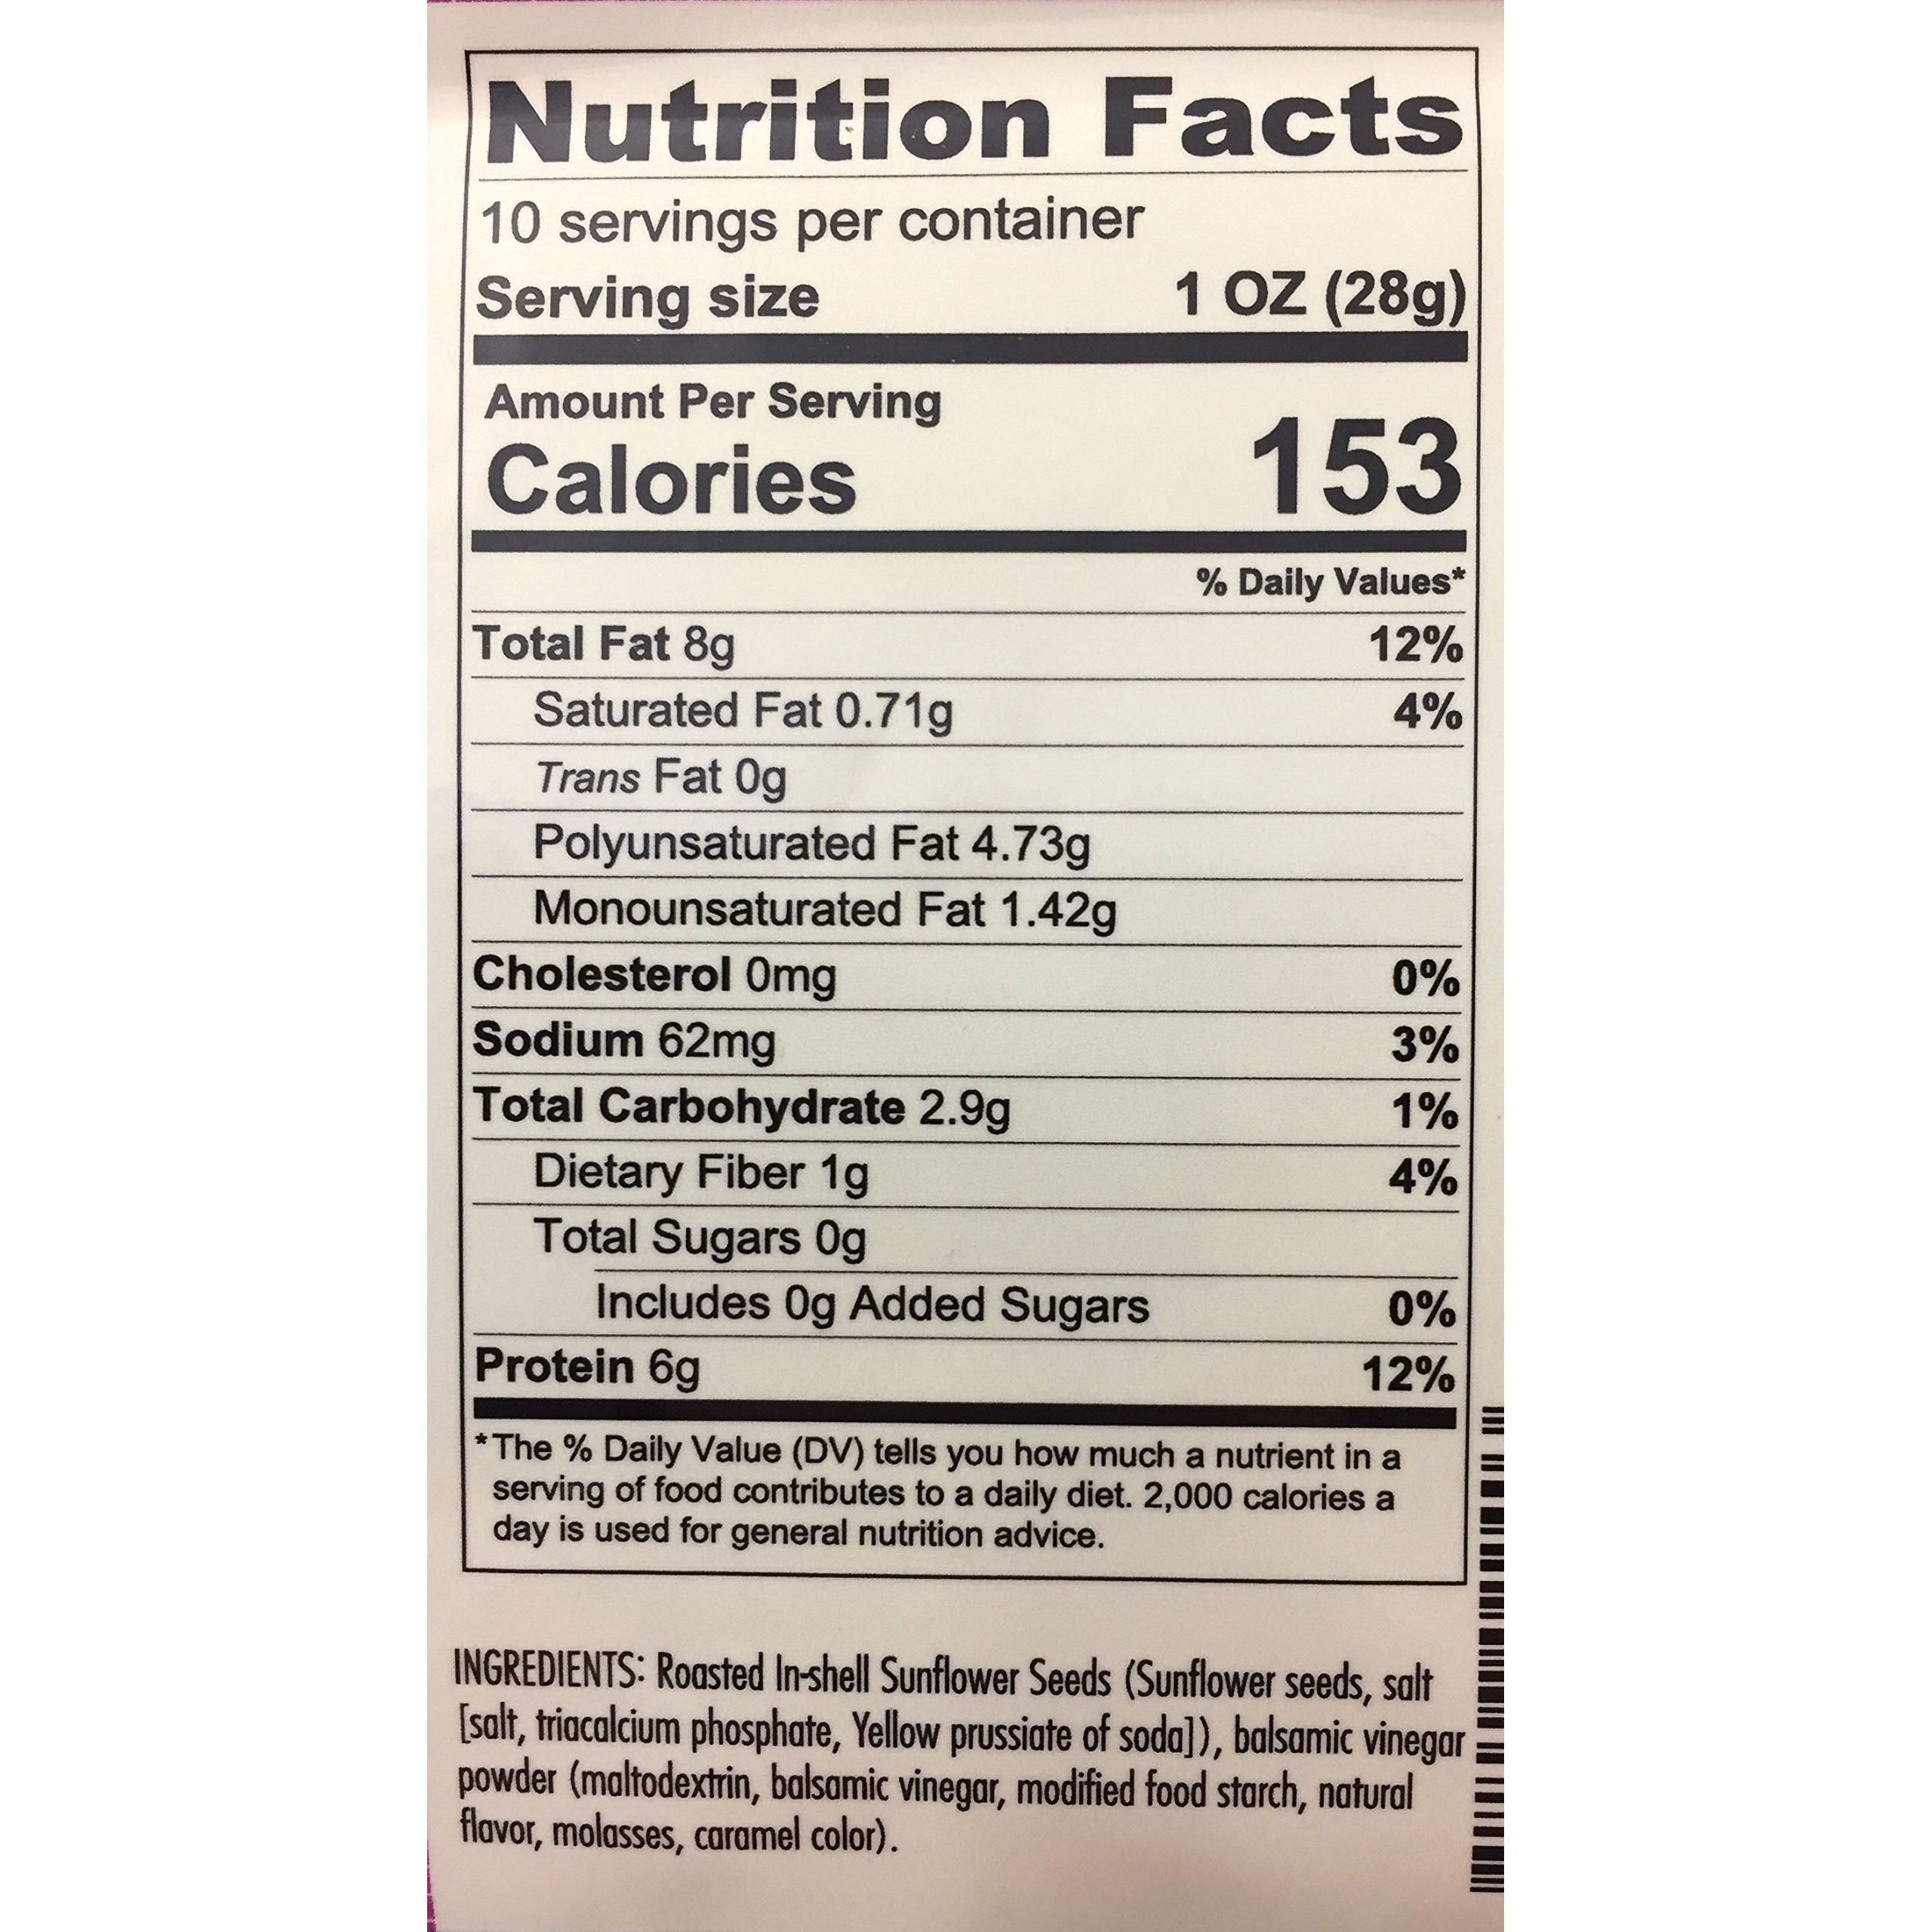 Nutrition Facts
10 servings per container
Serving size 1 OZ (28g)
Amount Per Serving
Calories 153
% Daily Values*
Total Fat 8g 12%
Saturated Fat 0.71g 4%
Trans Fat 0g
Polyunsaturated Fat 4.73g
Monounsaturated Fat 1.42g
Cholesterol 0mg 0%
Sodium 62mg 3%
Total Carbohydrate 2.9g 1%
Dietary Fiber 1g 4%
Total Sugars 0g
Includes 0g Added Sugars 0%
Protein 6g 12%
*The % Daily Value (DV) tells you how much a nutrient in a
serving of food contributes to a daily diet. 2,000 calories a
day is used for general nutrition advice.
INGREDIENTS: Roasted In-shell Sunflower Seeds (Sunflower seeds, salt
[salt, triacalcium phosphate, Yellow prussiate of soda]), balsamic vinegar
powder (maltodextrin, balsamic vinegar, modified food starch, natural
flavor, molasses, caramel color).